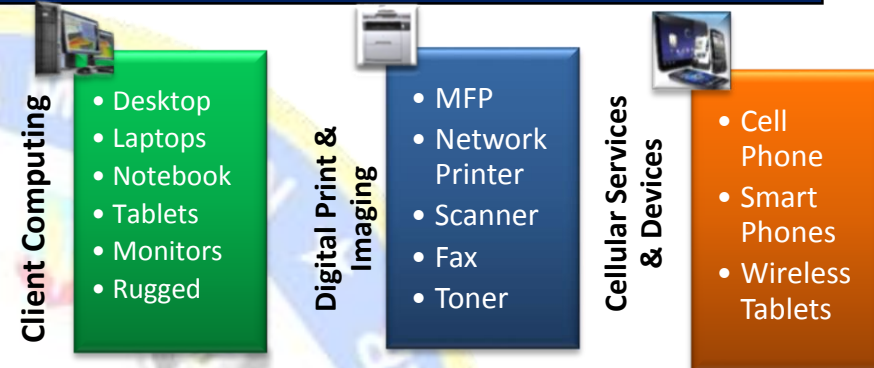 Client Computing
• Desktop
• Laptops
• Notebook
• Tablets
• Monitors
• Rugged
Digital Print &
Imaging
• MFP
• Network
Printer
• Scanner
• Fax
• Toner
Cellular Services
& Devices
• Cell
Phone
• Smart
Phones
• Wireless
Tablets